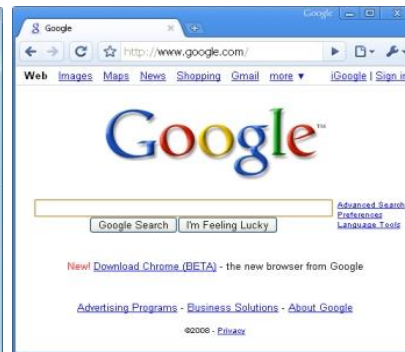 Google
Google
http://www.google.com/
Web Images Maps News Shopping Gmail more ▼ iGoogle | Sign in
Google™
Advanced Search
Preferences
Language Tools
Google Search I'm Feeling Lucky
New! Download Chrome (BETA) - the new browser from Google
Advertising Programs - Business Solutions - About Google
©2008 - Privacy